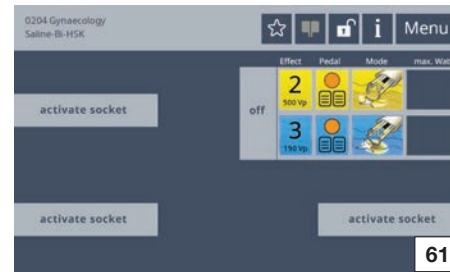 0204 Gynaecology
Saline-Bi-HSK
i Menu
Effect Pedal Mode max. Wat
2
500 Vp
activate socket
off
3
190 Vp
activate socket
activate socket
61